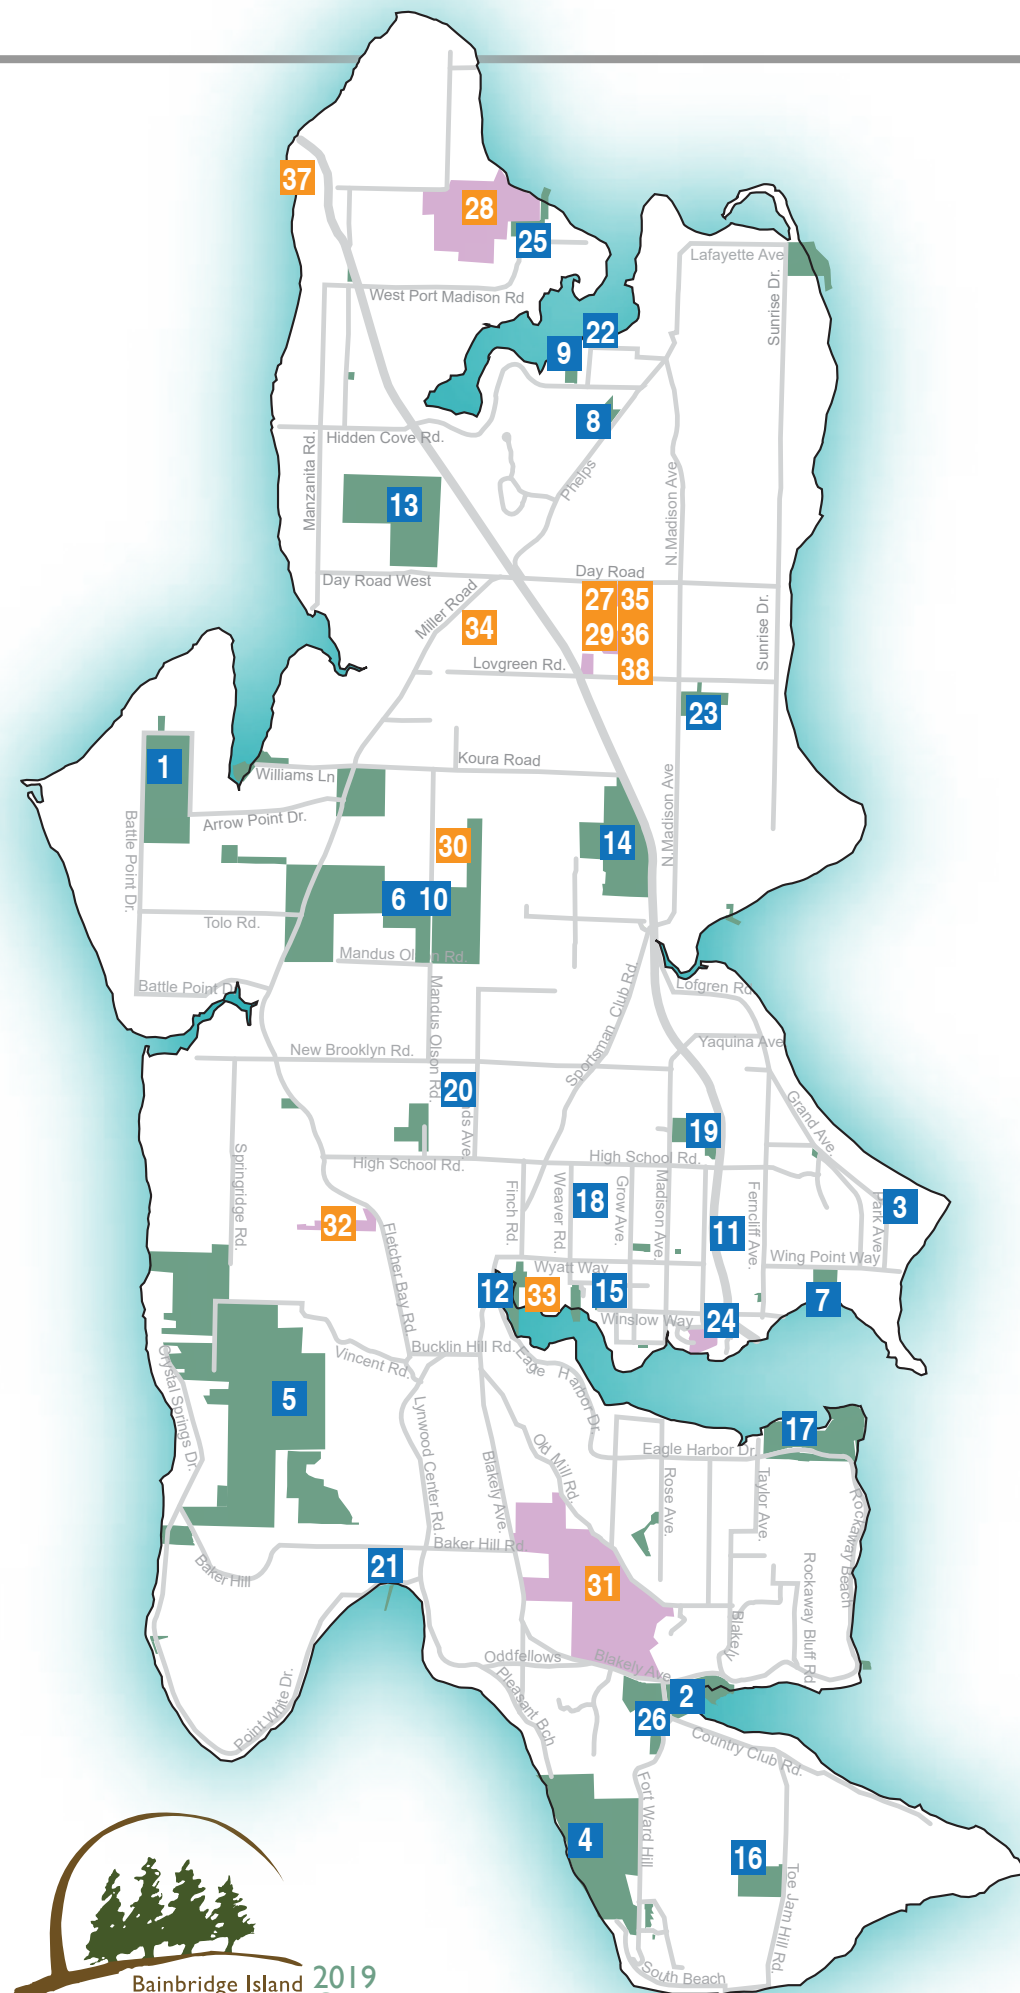 37
28
25
Lafayette Ave
Sunrise Dr.
West Port Madison Rd
22
9
8
Hidden Cove Rd.
Manzanita Rd.
Phelps
N.Madison Ave
13
Day Road West
Day Road
Miller Road
34
27 35
29 36
38
Sunrise Dr.
Lovgreen Rd.
23
1
Koura Road
Williams Ln
Arrow Point Dr.
Battle Point Dr.
30
14
N.Madison Ave
6 10
Tolo Rd.
Mandus Olson Rd.
Battle Point D
Mandus Olson Rd.
Sportsman Club Rd.
Lofgren Rd.
New Brooklyn Rd.
Yaquina Ave
20
ds Ave
Grand Ave.
19
High School Rd.
High School Rd.
Springridge Rd.
Finch Rd.
Weaver Rd.
18
Grow Ave.
Madison Ave.
Ferncliff Ave.
11
Park Ave.
3
32
Fletcher Bay Rd.
Wing Point Way
Wyatt Way
12
33
15
7
Winslow Way
24
Bucklin Hill Rd.
Eage Harbor Dr.
Vincent Rd.
Crystal Springs Dr.
5
Lynwood Center Rd.
Blakely Ave.
Old Mill Rd.
17
Eagle Harbor Dr.
Rose Ave.
Taylor Ave.
Rockaway Beach
Baker Hill Rd.
Baker Hill
21
31
Rockaway Bluff Rd
Blakely
Oddfellows
Blakely Ave
Pleasant Bch
2
26
Point White Dr.
Country Club Rd.
Fort Ward Hill
4
16
Toe Jam Hill Rd.
South Beach
Bainbridge Island 2019